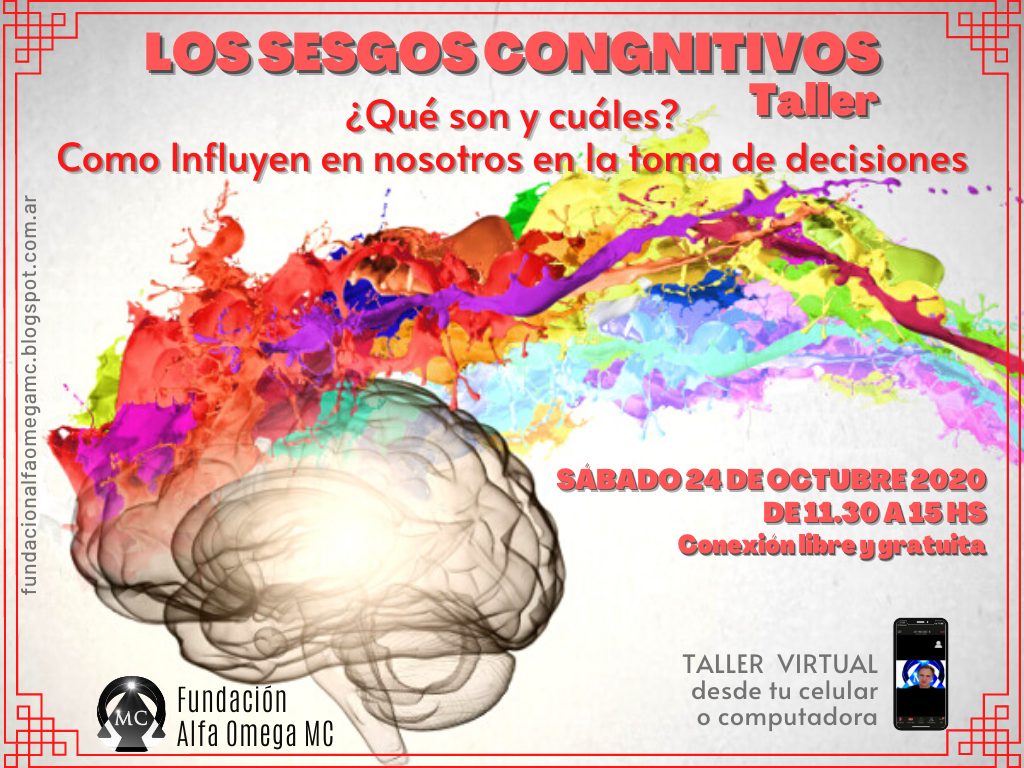 LOS SESGOS CONGNITIVOS
Taller
¿Qué son y cuáles?
Como Influyen en nosotros en la toma de decisiones
fundacionalfaomegamc.blogspot.com.ar
SÁBADO 24 DE OCTUBRE 2020
DE 11.30 A 15 HS
Conexión libre y gratuita
TALLER VIRTUAL
desde tu celular
o computadora
MC
Fundación
Alfa Omega MC